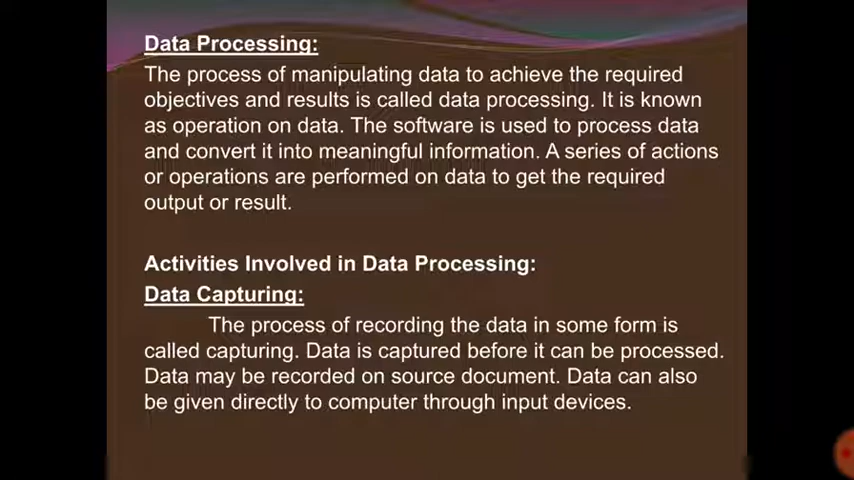 Data Processing:
The process of manipulating data to achieve the required
objectives and results is called data processing. It is known
as operation on data. The software is used to process data
and convert it into meaningful information. A series of actions
or operations are performed on data to get the required
output or result.
Activities Involved in Data Processing:
Data Capturing:
The process of recording the data in some form is
called capturing. Data is captured before it can be processed.
Data may be recorded on source document. Data can also
be given directly to computer through input devices.